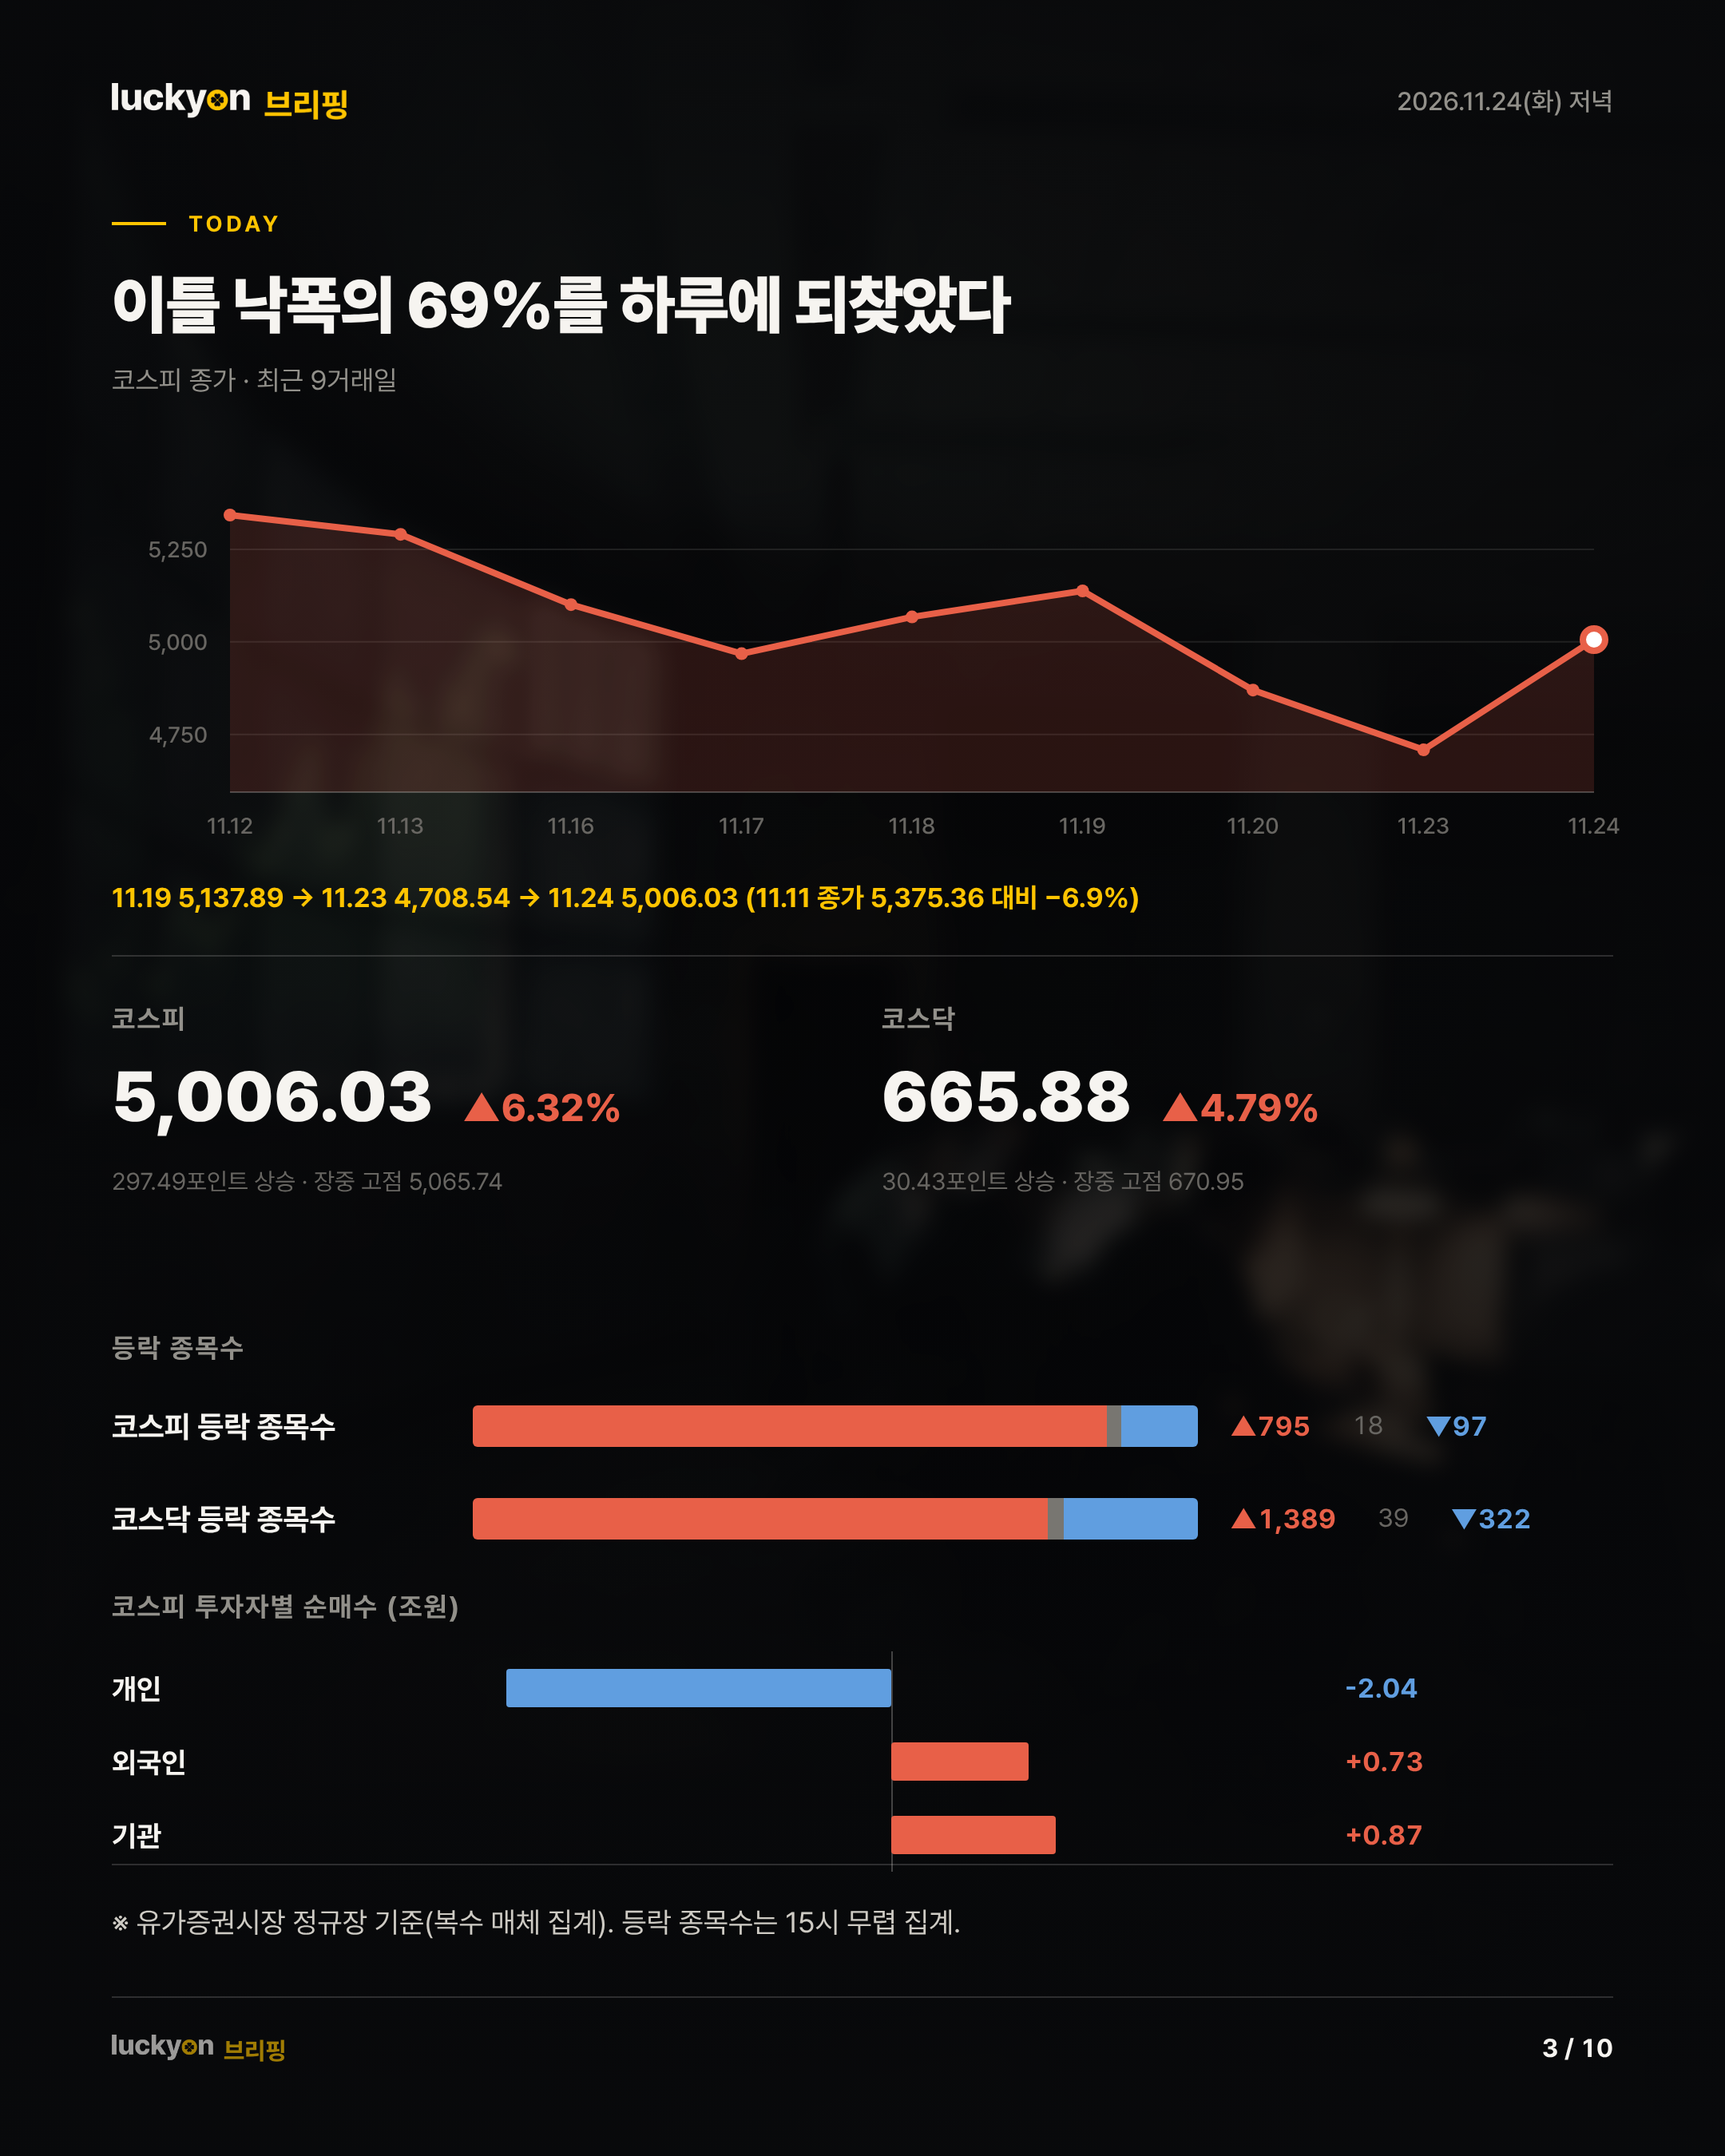 luckyon 브리핑
2026.11.24(화) 저녁
TODAY
이틀 낙폭의 69%를 하루에 되찾았다
코스피 종가 · 최근 9거래일
5,250
5,000
4,750
11.12 11.13 11.16 11.17 11.18 11.19 11.20 11.23 11.24
11.19 5,137.89 → 11.23 4,708.54 → 11.24 5,006.03 (11.11 종가 5,375.36 대비 −6.9%)
코스피
5,006.03 ▲6.32%
297.49포인트 상승 · 장중 고점 5,065.74
코스닥
665.88 ▲4.79%
30.43포인트 상승 · 장중 고점 670.95
등락 종목수
코스피 등락 종목수 ▲795 18 ▼97
코스닥 등락 종목수 ▲1,389 39 ▼322
코스피 투자자별 순매수 (조원)
개인 -2.04
외국인 +0.73
기관 +0.87
※ 유가증권시장 정규장 기준(복수 매체 집계). 등락 종목수는 15시 무렵 집계.
luckyon 브리핑
3 / 10